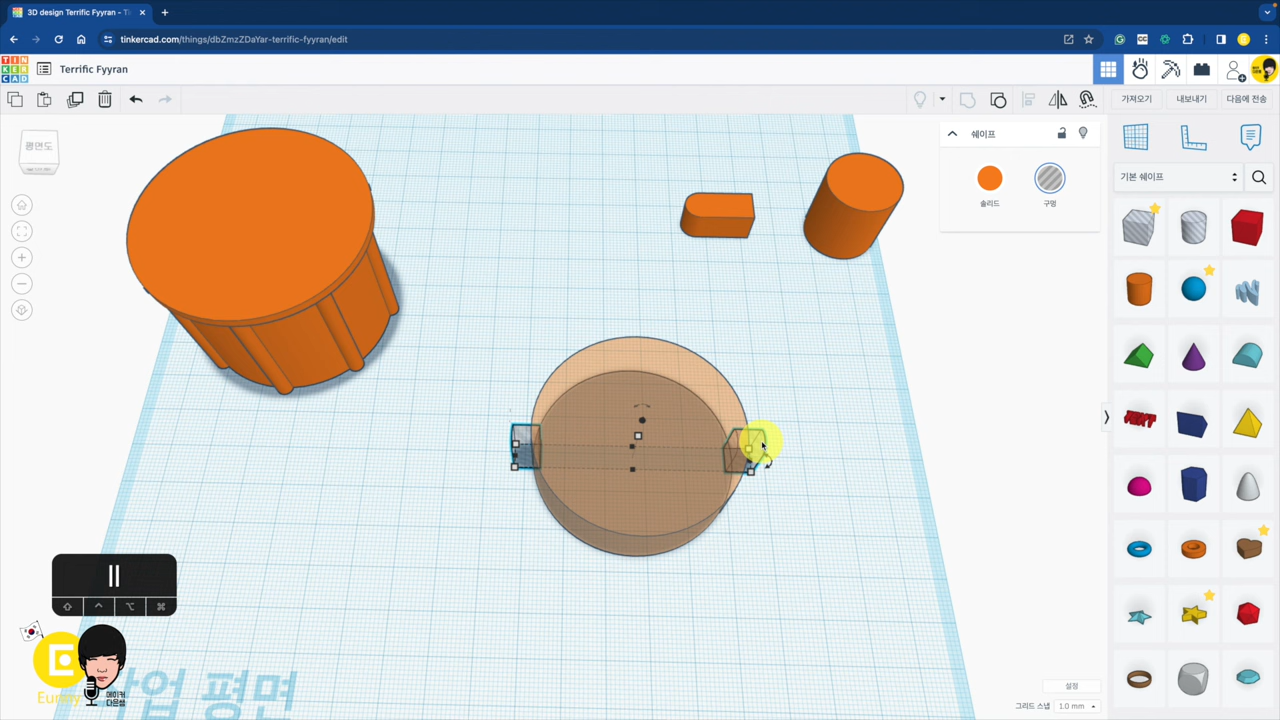 3D design Terrific Fyyran - Ti
tinkercad.com/things/dbZmzZDaYar-terrific-fyyran/edit
TIN
KER
CAD
Terrific Fyyran
가져오기
내보내기
다음에 전송
평면도
쉐이프
솔리드
구멍
기본 쉐이프
작업 평면
Eunny
메이커
다은쌤
설정
그리드 스냅
1.0 mm